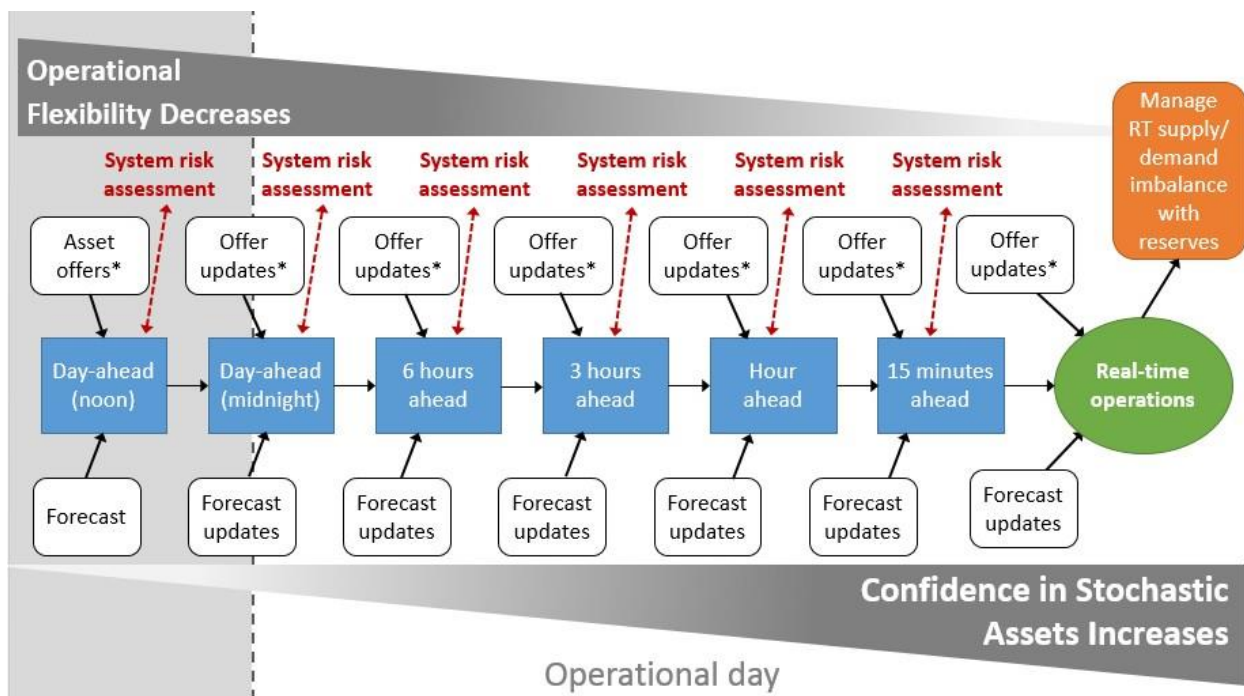 Operational
Flexibility Decreases
Manage
RT supply/
demand
imbalance
with
reserves
System risk
assessment
System risk
assessment
System risk
assessment
System risk
assessment
System risk
assessment
System risk
assessment
Asset
offers*
Offer
updates*
Offer
updates*
Offer
updates*
Offer
updates*
Offer
updates*
Offer
updates*
Day-ahead
(noon)
Day-ahead
(midnight)
6 hours
ahead
3 hours
ahead
Hour
ahead
15 minutes
ahead
Real-time
operations
Forecast
Forecast
updates
Forecast
updates
Forecast
updates
Forecast
updates
Forecast
updates
Forecast
updates
Confidence in Stochastic
Assets Increases
Operational day